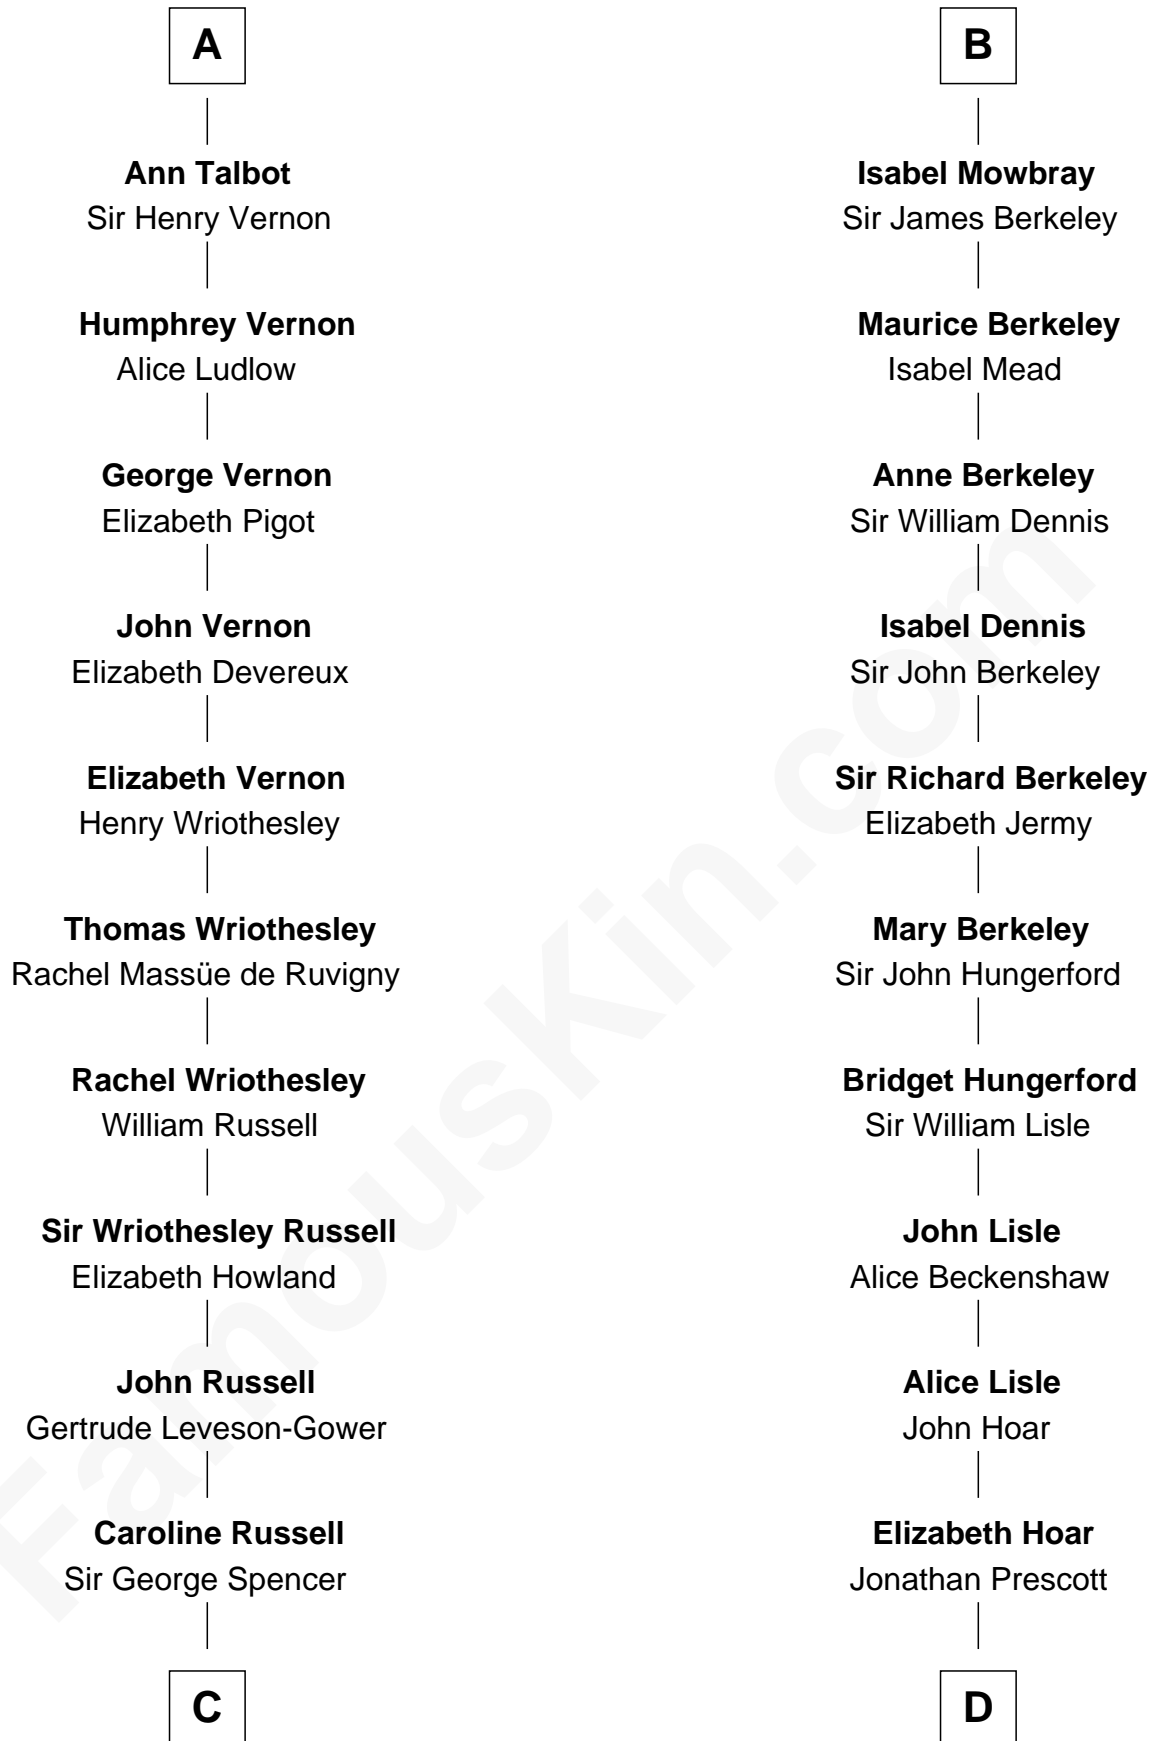 A
Ann Talbot
Sir Henry Vernon
Humphrey Vernon
Alice Ludlow
George Vernon
Elizabeth Pigot
John Vernon
Elizabeth Devereux
Elizabeth Vernon
Henry Wriothesley
Thomas Wriothesley
Rachel Massüe de Ruvigny
Rachel Wriothesley
William Russell
Sir Wriothesley Russell
Elizabeth Howland
John Russell
Gertrude Leveson-Gower
Caroline Russell
Sir George Spencer
C
B
Isabel Mowbray
Sir James Berkeley
Maurice Berkeley
Isabel Mead
Anne Berkeley
Sir William Dennis
Isabel Dennis
Sir John Berkeley
Sir Richard Berkeley
Elizabeth Jermy
Mary Berkeley
Sir John Hungerford
Bridget Hungerford
Sir William Lisle
John Lisle
Alice Beckenshaw
Alice Lisle
John Hoar
Elizabeth Hoar
Jonathan Prescott
D
FamousKin.com